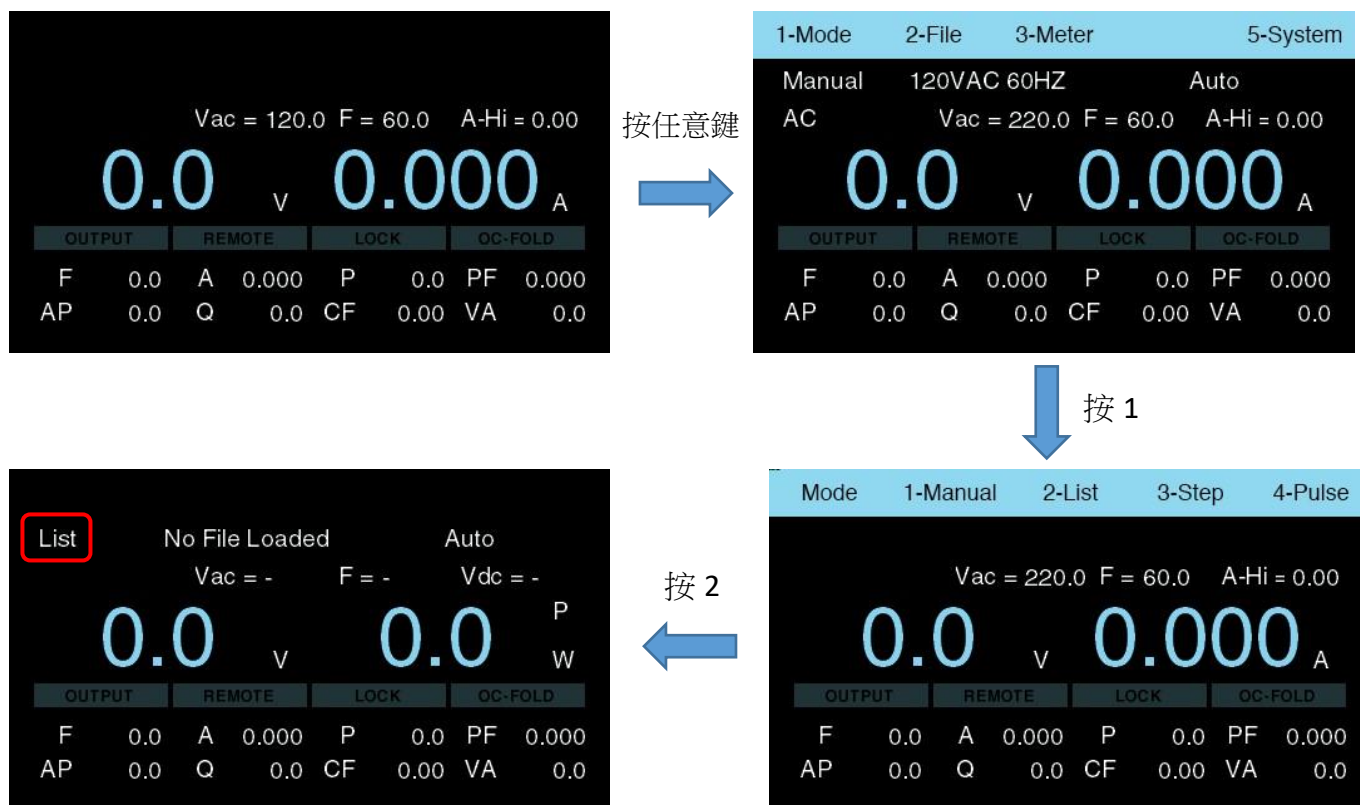 Vac = 120.0 F = 60.0 A-Hi = 0.00
0.0 V 0.000 A
OUTPUT REMOTE LOCK OC-FOLD
F 0.0 A 0.000 P 0.0 PF 0.000
AP 0.0 Q 0.0 CF 0.00 VA 0.0
按任意鍵
1-Mode 2-File 3-Meter 5-System
Manual 120VAC 60HZ Auto
AC Vac = 220.0 F = 60.0 A-Hi = 0.00
0.0 V 0.000 A
OUTPUT REMOTE LOCK OC-FOLD
F 0.0 A 0.000 P 0.0 PF 0.000
AP 0.0 Q 0.0 CF 0.00 VA 0.0
按 1
Mode 1-Manual 2-List 3-Step 4-Pulse
Vac = 220.0 F = 60.0 A-Hi = 0.00
0.0 V 0.000 A
OUTPUT REMOTE LOCK OC-FOLD
F 0.0 A 0.000 P 0.0 PF 0.000
AP 0.0 Q 0.0 CF 0.00 VA 0.0
按 2
List No File Loaded Auto
Vac = - F = - Vdc = -
0.0 V 0.0 P W
OUTPUT REMOTE LOCK OC-FOLD
F 0.0 A 0.000 P 0.0 PF 0.000
AP 0.0 Q 0.0 CF 0.00 VA 0.0